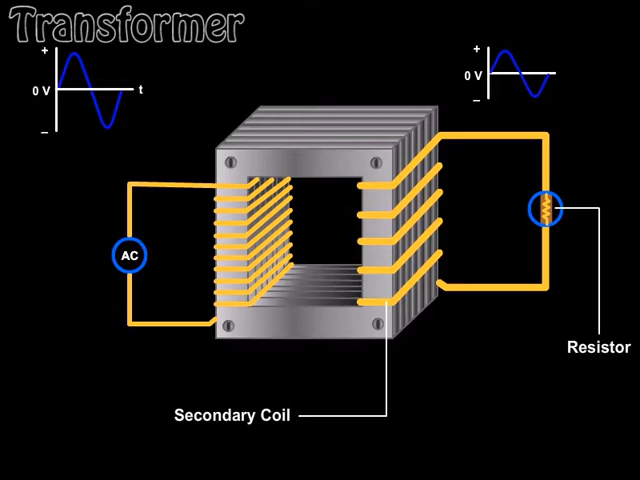 Transformer
+
0 V
t
–
+
0 V
–
AC
Resistor
Secondary Coil